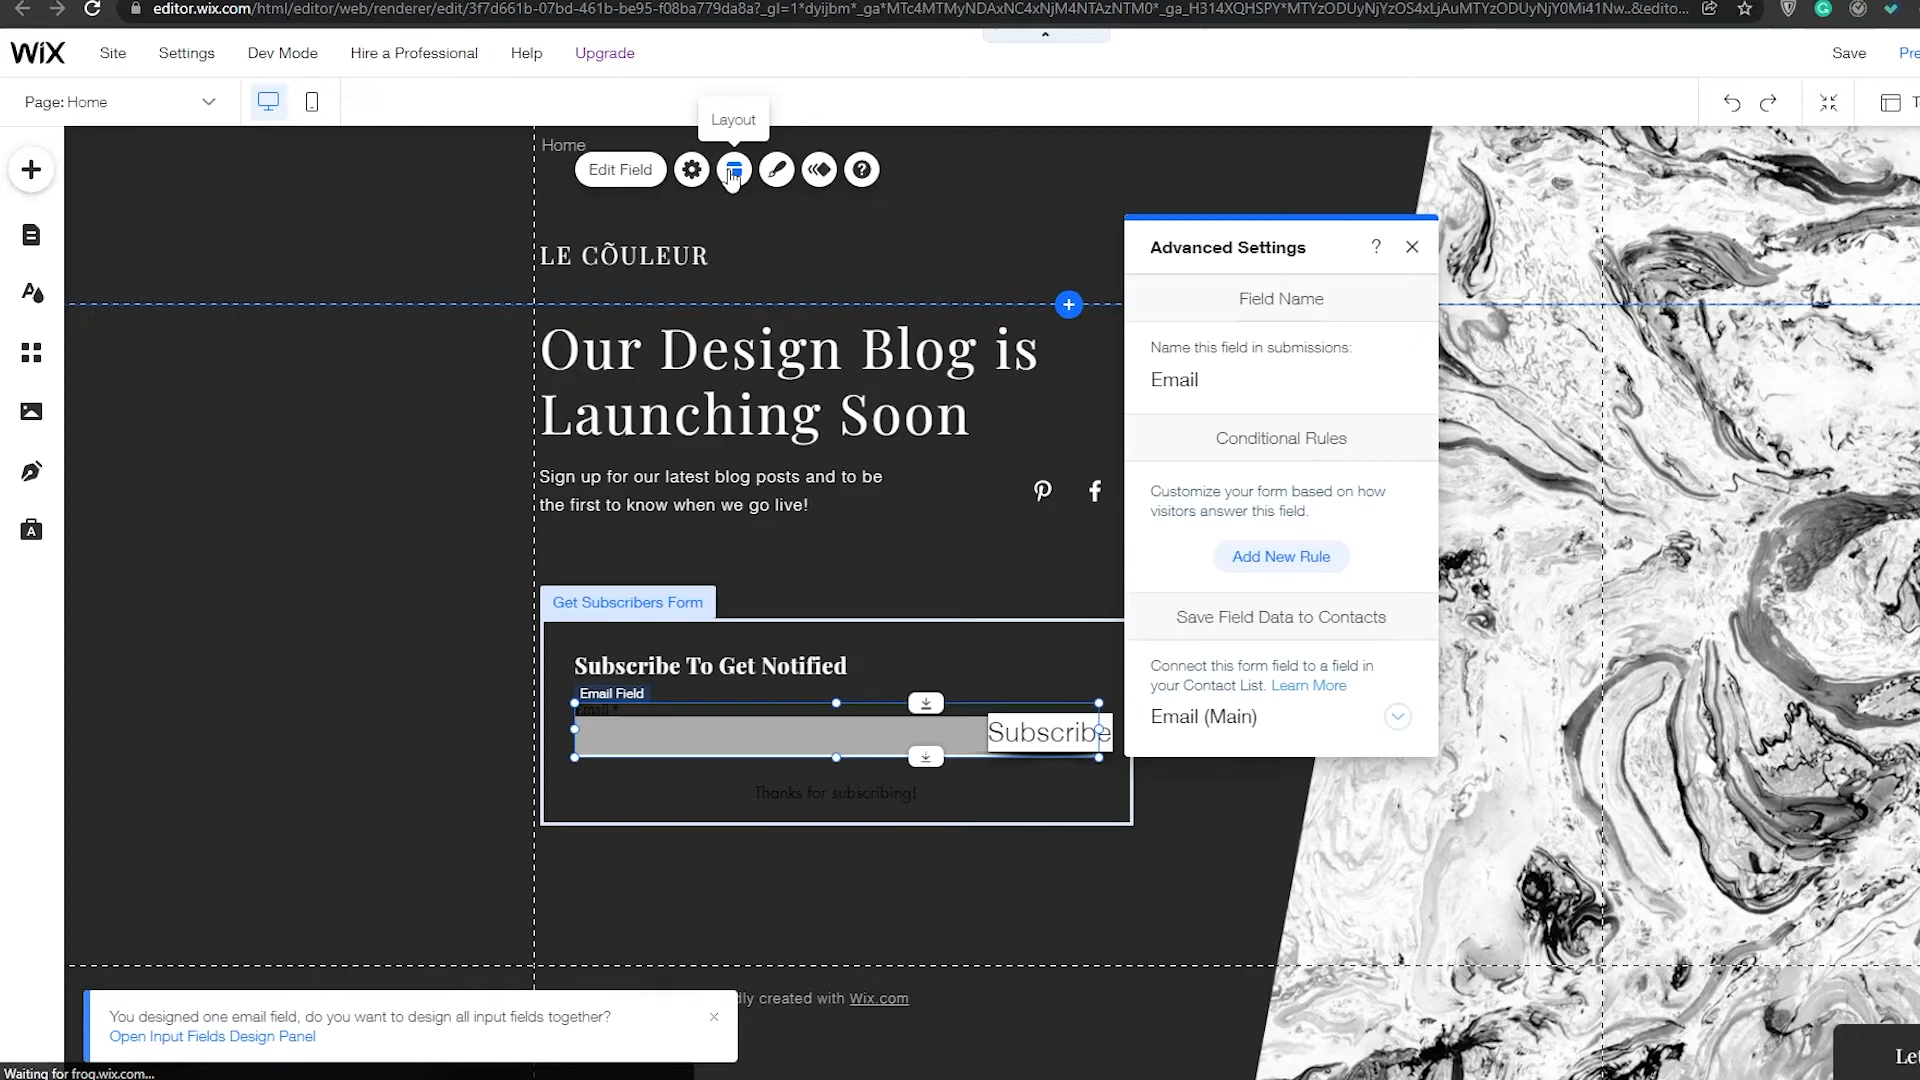 editor.wix.com/html/editor/web/renderer/edit/3f7d661b-07bd-461b-be95-f08ba779da8a?_gl=1*dyijbm*_ga*MTc4MTMyNDAxNC4xNjM4NTAzNTM0*_ga_H314XQHSPY*MTYzODUyNjYzOS4xLjAuMTYzODUyNjY0Mi41Nw..&edito...
WiX
Site
Settings
Dev Mode
Hire a Professional
Help
Upgrade
Save
Pre
Page: Home
T
Layout
Home
Edit Field
LE CÕULEUR
Our Design Blog is
Launching Soon
Sign up for our latest blog posts and to be
the first to know when we go live!
Get Subscribers Form
Subscribe To Get Notified
Email Field
Email *
Subscribe
Thanks for subscribing!
Advanced Settings
?
Field Name
Name this field in submissions:
Email
Conditional Rules
Customize your form based on how
visitors answer this field.
Add New Rule
Save Field Data to Contacts
Connect this form field to a field in
your Contact List. Learn More
Email (Main)
dly created with Wix.com
You designed one email field, do you want to design all input fields together?
Open Input Fields Design Panel
Let
Waiting for frog.wix.com...